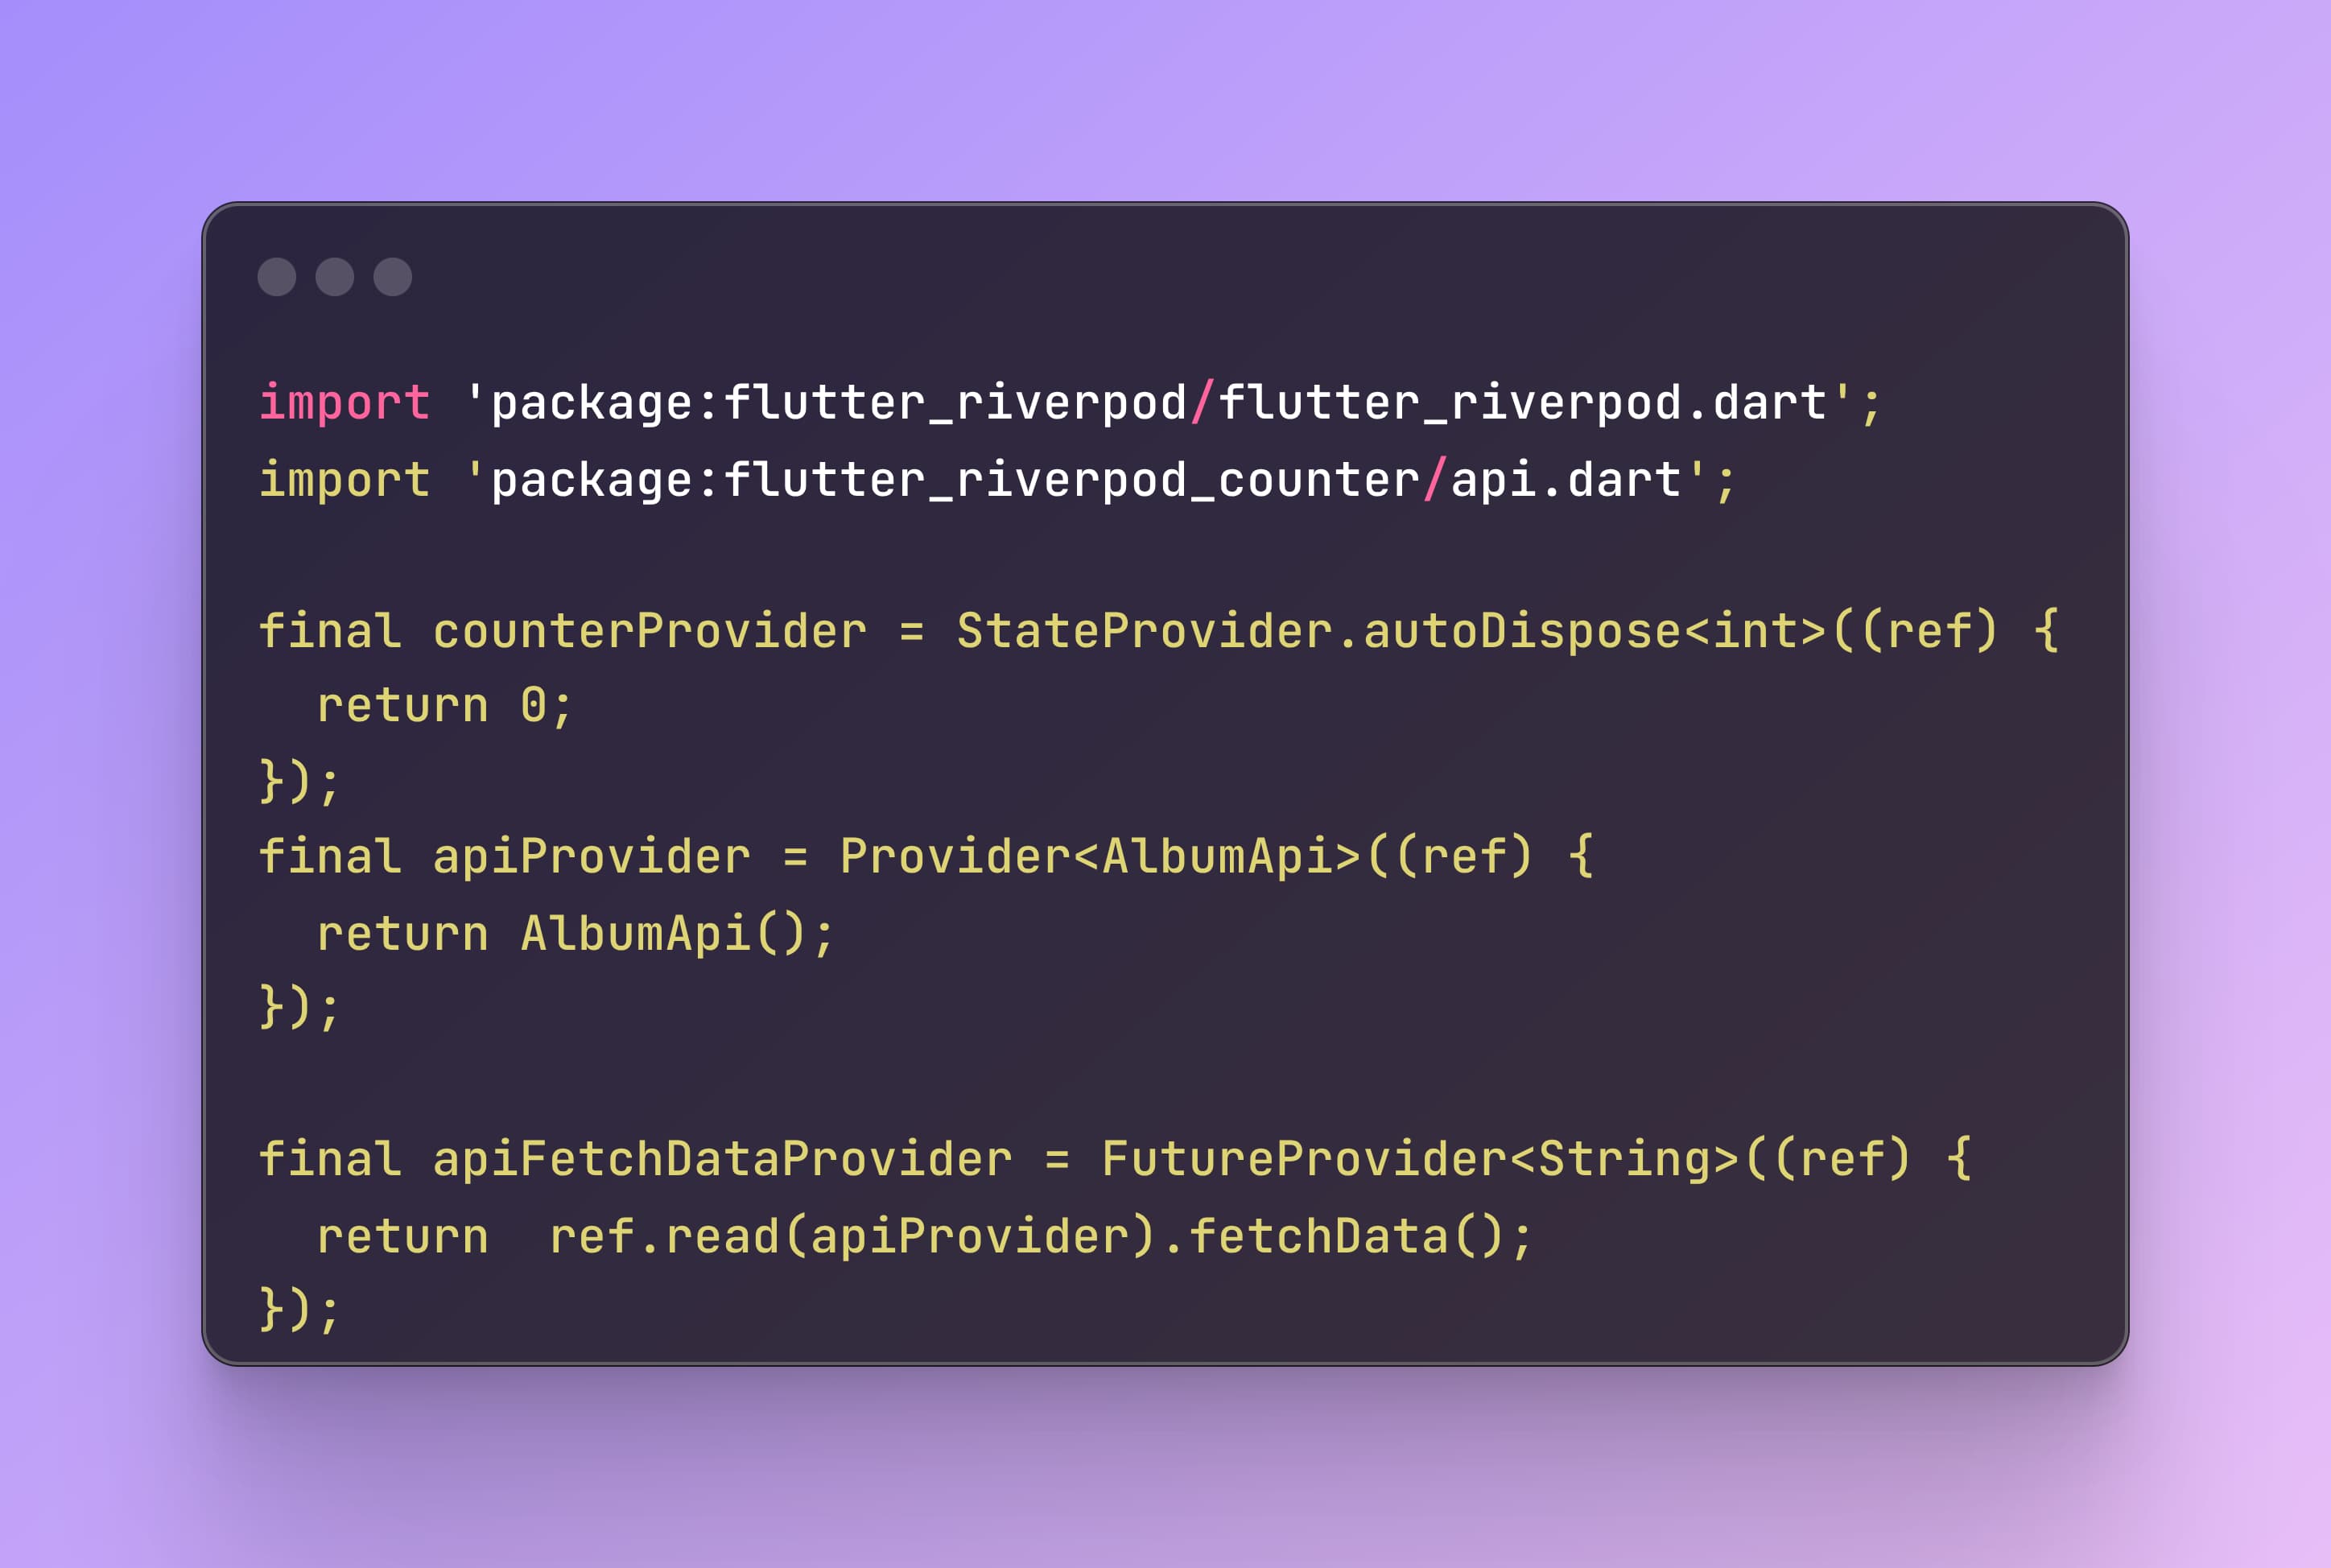 import 'package:flutter_riverpod/flutter_riverpod.dart';
import 'package:flutter_riverpod_counter/api.dart';
final counterProvider = StateProvider.autoDispose<int>((ref) {
  return 0;
});
final apiProvider = Provider<AlbumApi>((ref) {
  return AlbumApi();
});
final apiFetchDataProvider = FutureProvider<String>((ref) {
  return  ref.read(apiProvider).fetchData();
});